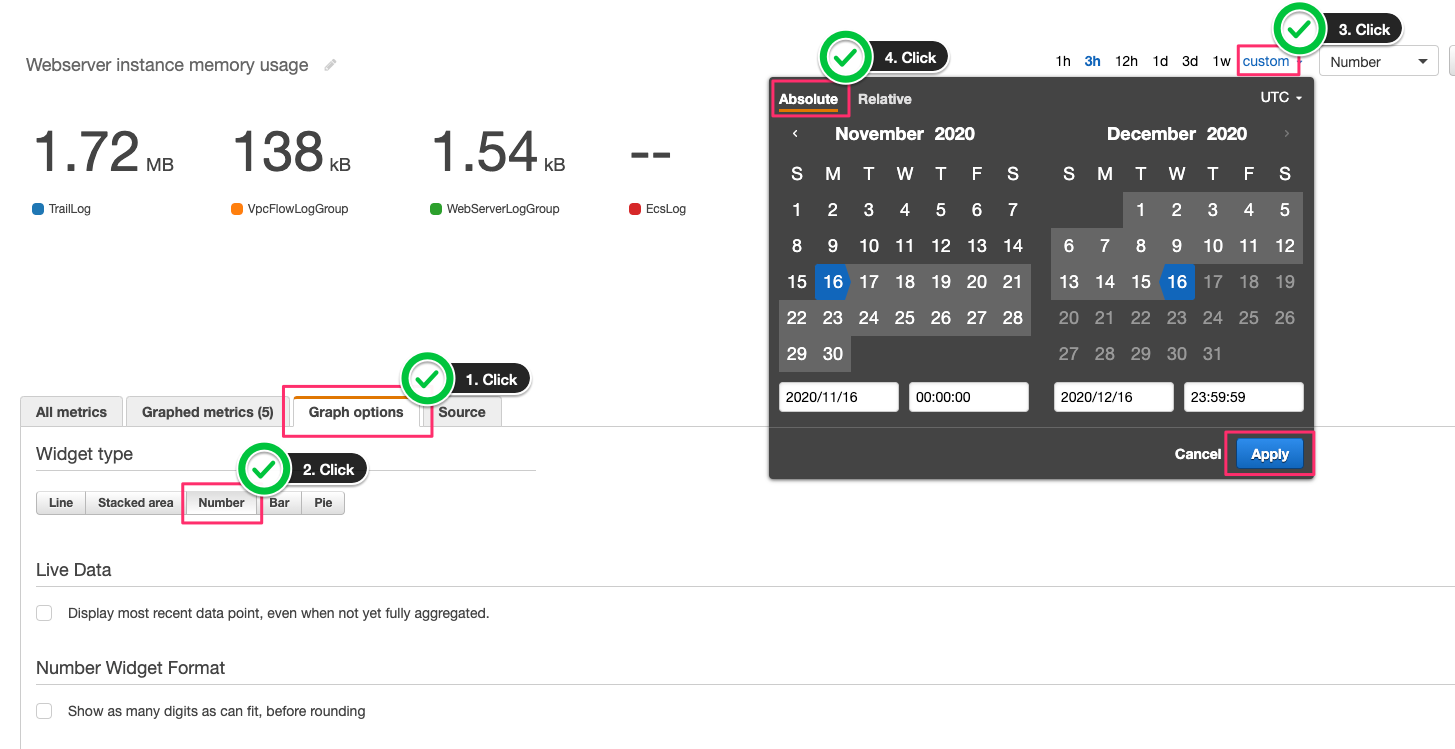 3. Click
4. Click
Webserver instance memory usage
1h 3h 12h 1d 3d 1w custom Number
Absolute Relative UTC
November 2020 December 2020
S M T W T F S S M T W T F S
1 2 3 4 5 6 7 1 2 3 4 5
8 9 10 11 12 13 14 6 7 8 9 10 11 12
15 16 17 18 19 20 21 13 14 15 16 17 18 19
22 23 24 25 26 27 28 20 21 22 23 24 25 26
29 30 27 28 29 30 31
2020/11/16 00:00:00 2020/12/16 23:59:59
Cancel Apply
1.72 MB 138 kB 1.54 kB --
TrailLog VpcFlowLogGroup WebServerLogGroup EcsLog
1. Click
All metrics Graphed metrics (5) Graph options Source
Widget type
2. Click
Line Stacked area Number Bar Pie
Live Data
Display most recent data point, even when not yet fully aggregated.
Number Widget Format
Show as many digits as can fit, before rounding